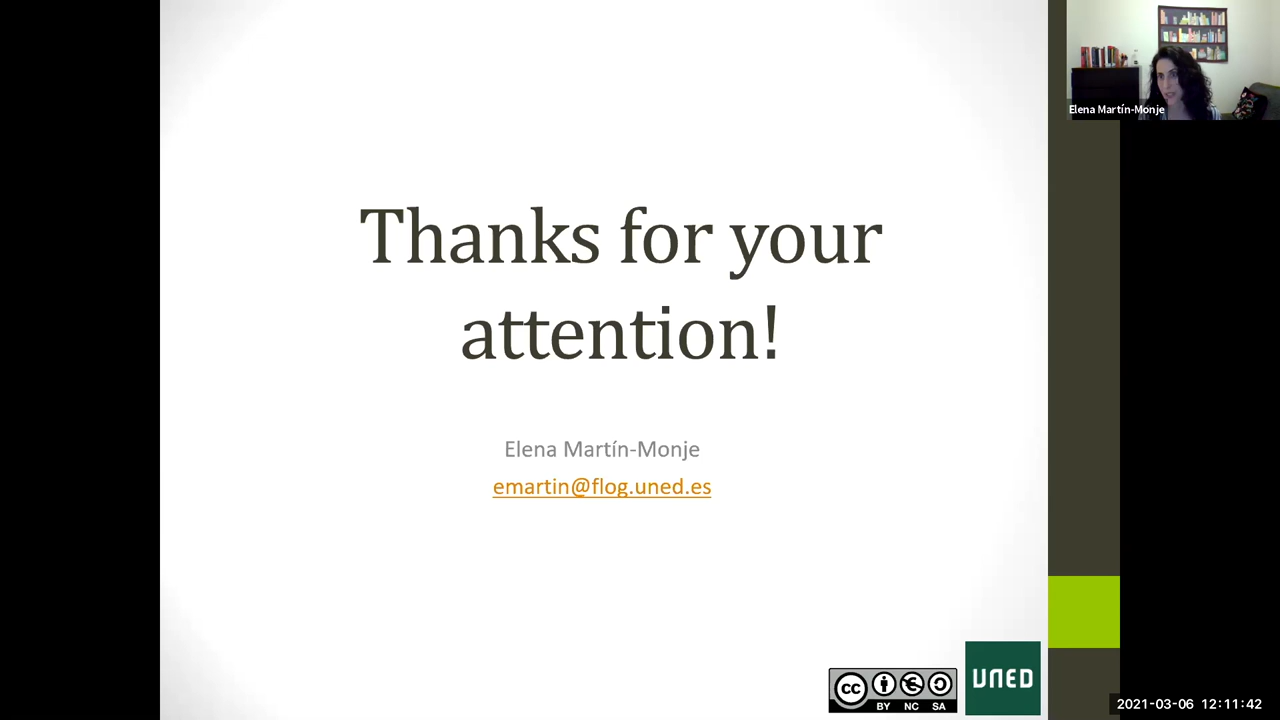 Elena Martín-Monje
Thanks for your
attention!
Elena Martín-Monje
emartin@flog.uned.es
cc
BY NC SA
UNED
2021-03-06 12:11:42